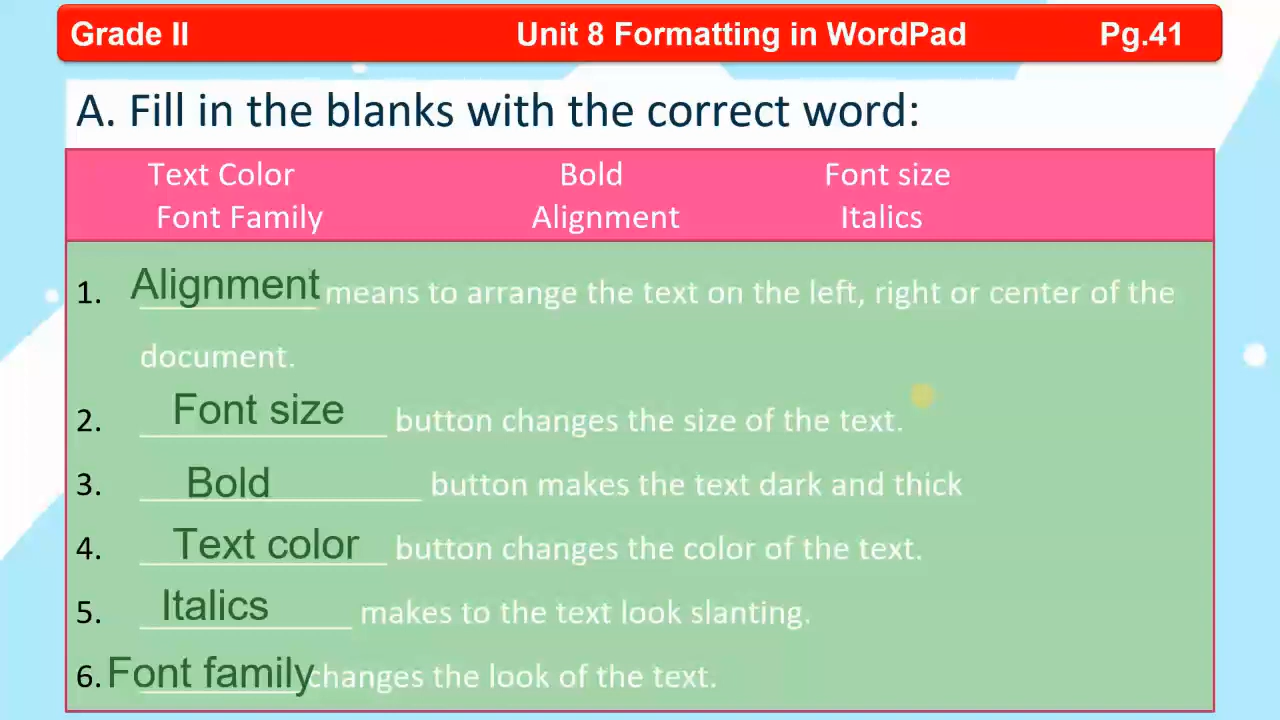 Grade II Unit 8 Formatting in WordPad Pg.41
A. Fill in the blanks with the correct word:
Text Color Bold Font size
Font Family Alignment Italics
1. Alignment means to arrange the text on the left, right or center of the
document.
2. Font size button changes the size of the text.
3. Bold button makes the text dark and thick
4. Text color button changes the color of the text.
5. Italics makes to the text look slanting.
6. Font family changes the look of the text.